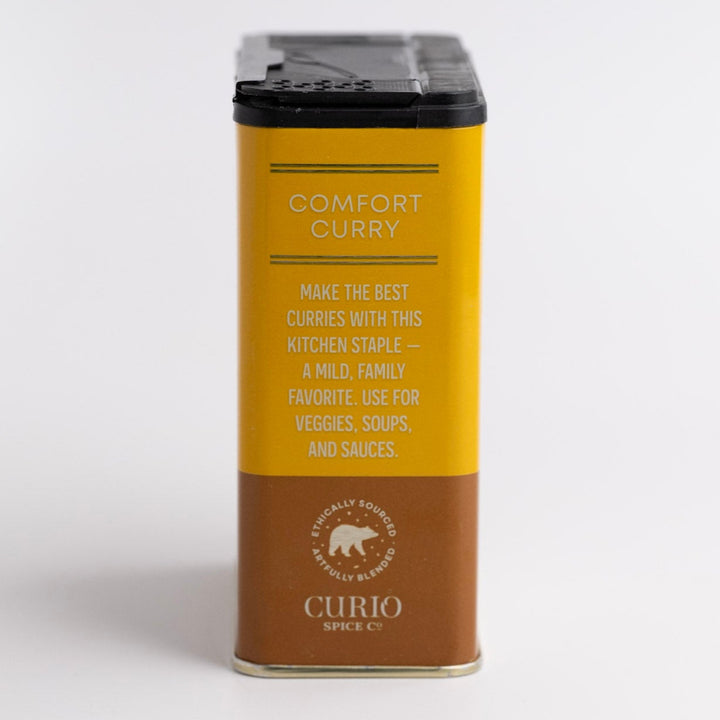 COMFORT
CURRY
MAKE THE BEST
CURRIES WITH THIS
KITCHEN STAPLE —
A MILD, FAMILY
FAVORITE. USE FOR
VEGGIES, SOUPS,
AND SAUCES.
ETHICALLY SOURCED
ARTFULLY BLENDED
CURIO
SPICE Co